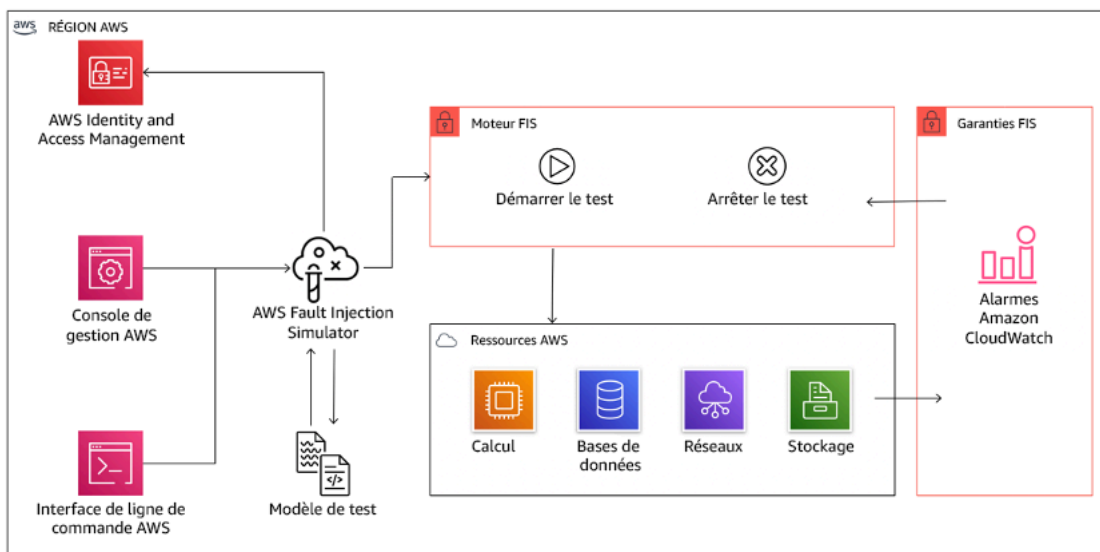 aws
RÉGION AWS
AWS Identity and
Access Management
Console de
gestion AWS
Interface de ligne de
commande AWS
AWS Fault Injection
Simulator
Modèle de test
Moteur FIS
Démarrer le test
Arrêter le test
Ressources AWS
Calcul
Bases de
données
Réseaux
Stockage
Garanties FIS
Alarmes
Amazon
CloudWatch